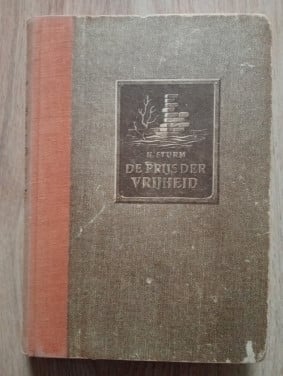 K. STURM
DE PRIJS DER
VRIJHEID